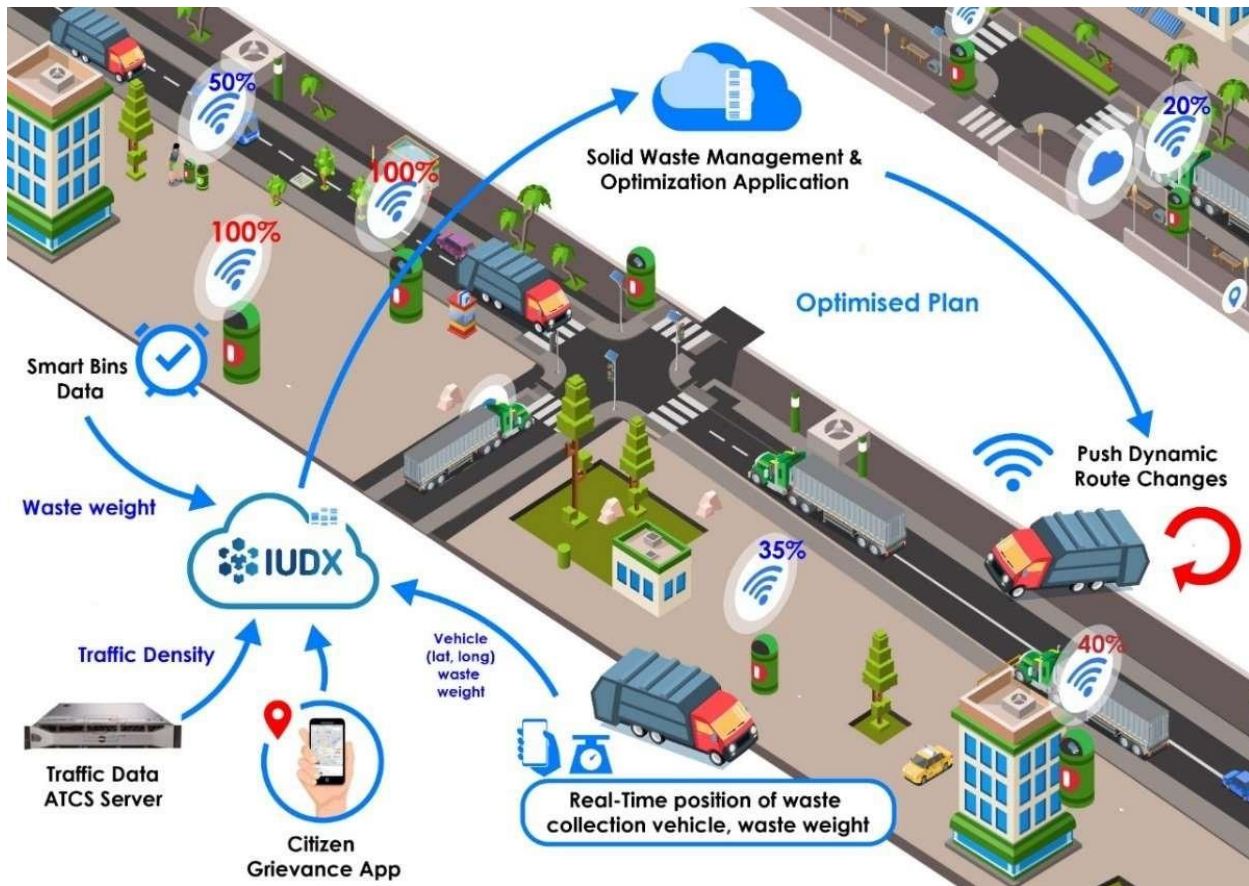 50%
20%
Solid Waste Management &
Optimization Application
100%
100%
Optimised Plan
Smart Bins
Data
Push Dynamic
Route Changes
Waste weight
IUDX
35%
Vehicle
(lat, long)
waste
weight
Traffic Density
40%
Traffic Data
ATCS Server
Real-Time position of waste
collection vehicle, waste weight
Citizen
Grievance App